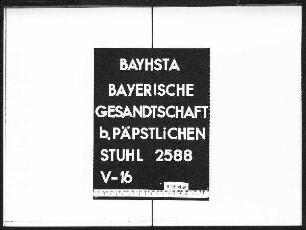 BAYHSTA
BAYERISCHE
GESANDTSCHAFT
b. PÄPSTLiCHEN
STUHL 2588
V-16